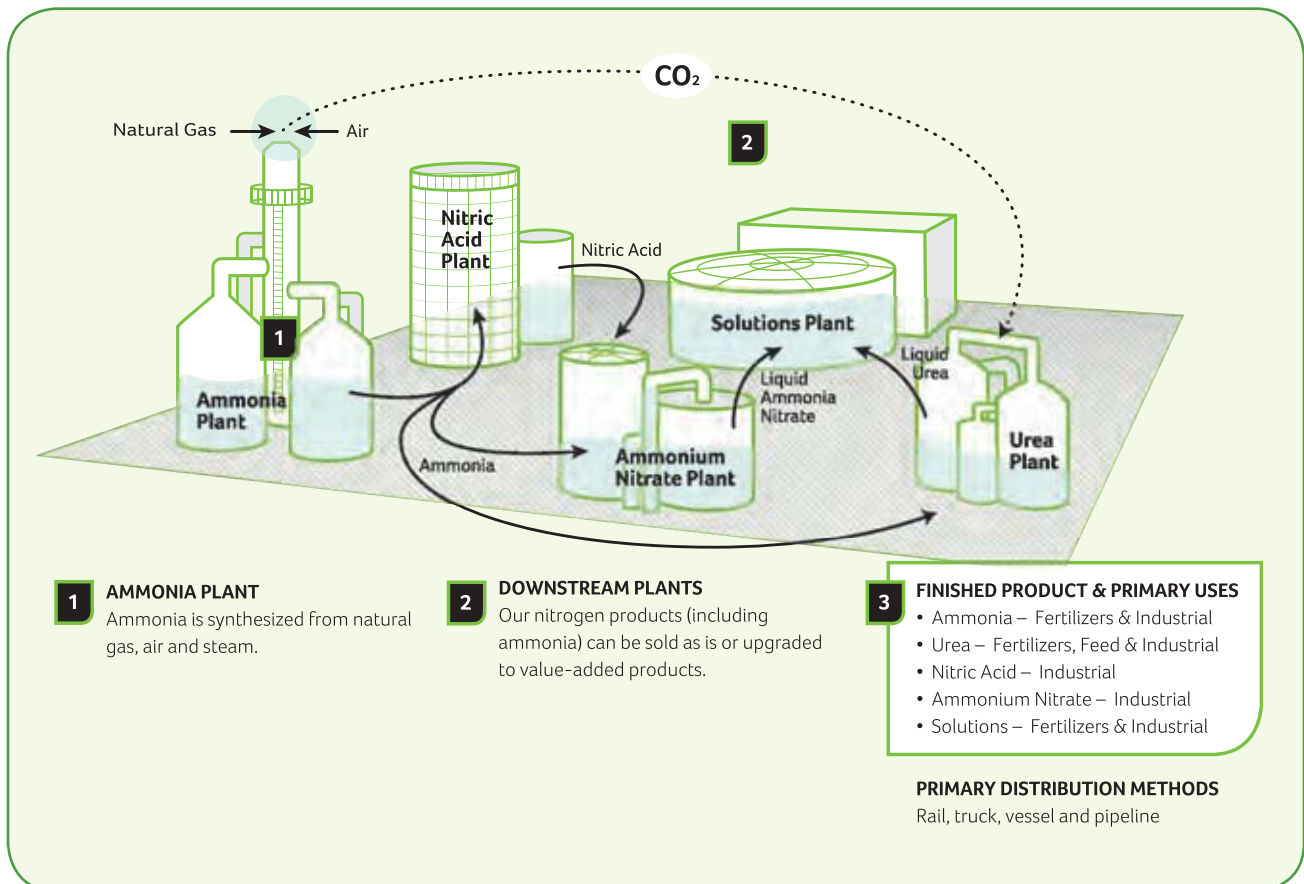 CO₂
Natural Gas
Air
2
Nitric
Acid
Plant
Nitric Acid
Solutions Plant
1
Liquid
Urea
Liquid
Ammonia
Nitrate
Ammonia
Plant
Urea
Plant
Ammonia
Ammonium
Nitrate Plant
1
AMMONIA PLANT
Ammonia is synthesized from natural
gas, air and steam.
2
DOWNSTREAM PLANTS
Our nitrogen products (including
ammonia) can be sold as is or upgraded
to value-added products.
3
FINISHED PRODUCT & PRIMARY USES
• Ammonia – Fertilizers & Industrial
• Urea – Fertilizers, Feed & Industrial
• Nitric Acid – Industrial
• Ammonium Nitrate – Industrial
• Solutions – Fertilizers & Industrial
PRIMARY DISTRIBUTION METHODS
Rail, truck, vessel and pipeline